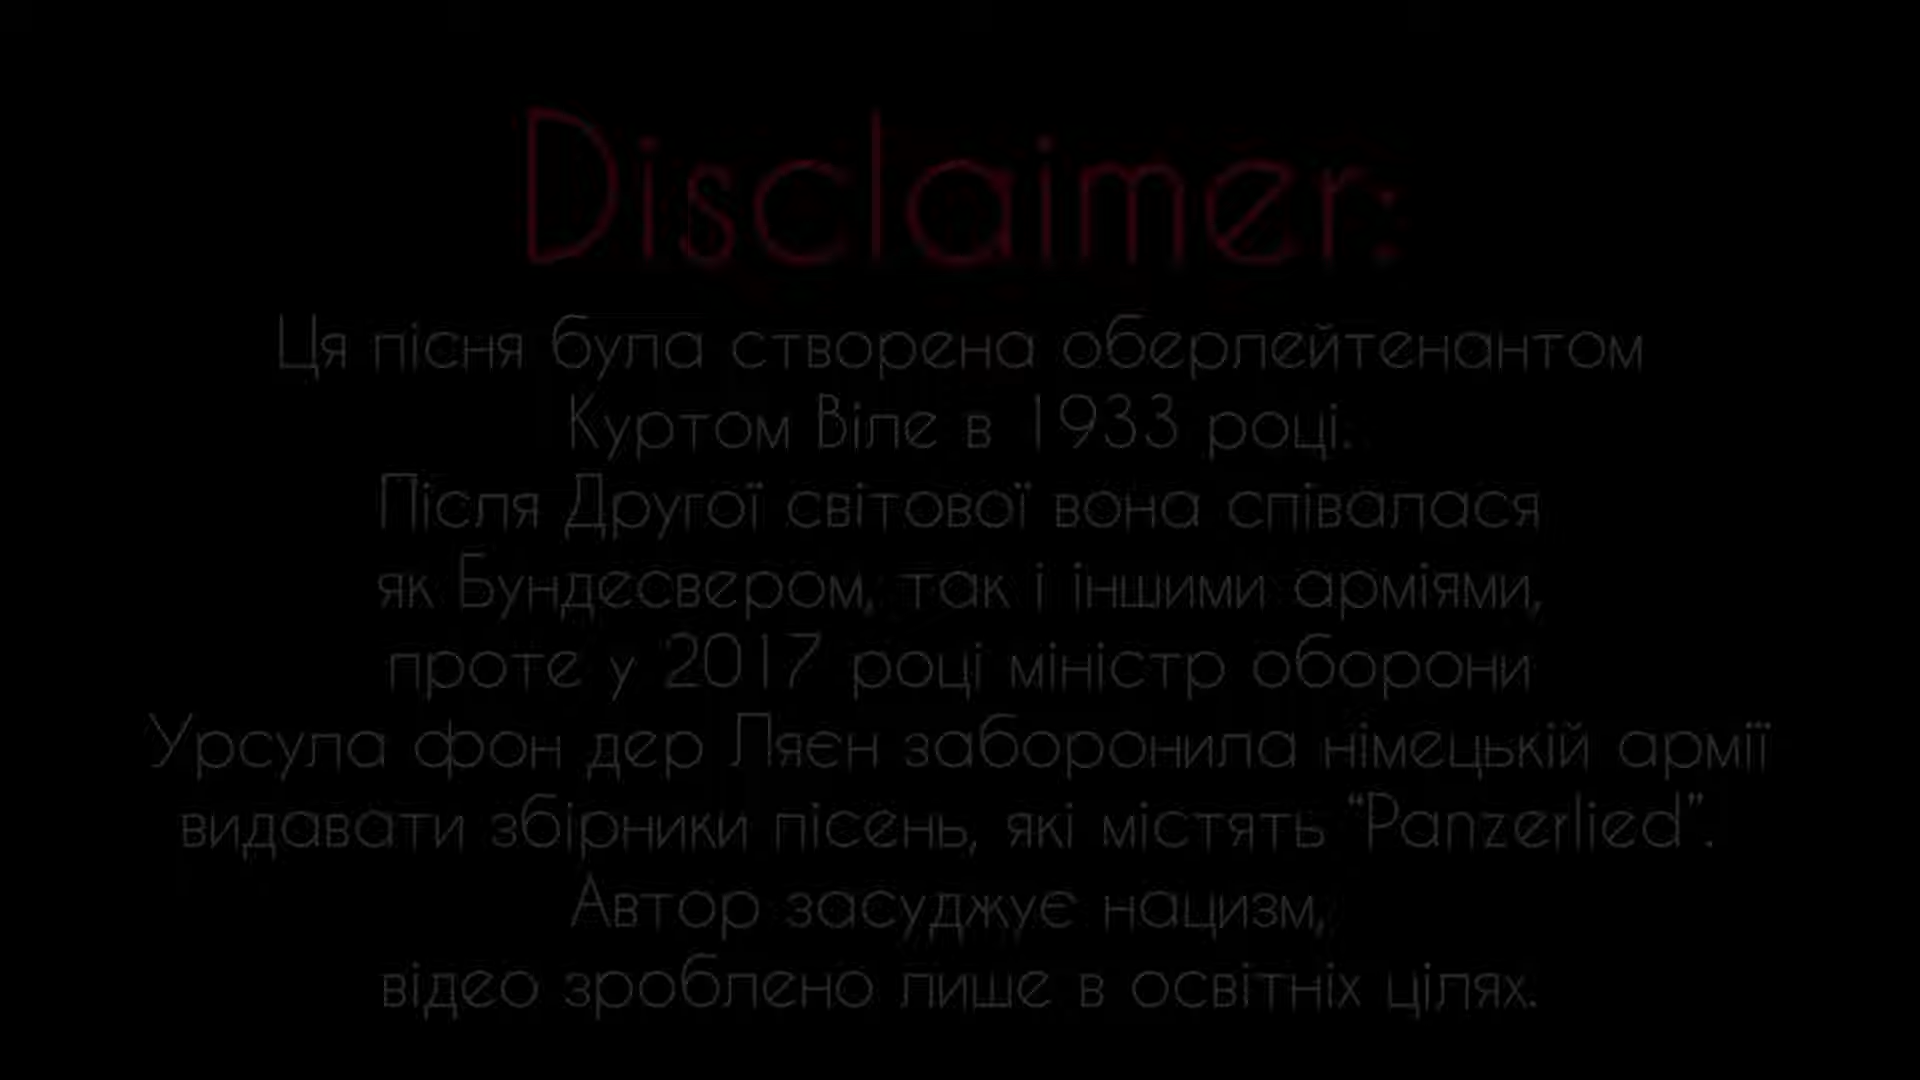 Disclaimer:
Ця пісня була створена оберлейтенантом
Куртом Віле в 1933 році.
Після Другої світової вона співалася
як Бундесвером, так і іншими арміями,
проте у 2017 році міністр оборони
Урсула фон дер Ляєн заборонила німецькій армії
видавати збірники пісень, які містять “Panzerlied”.
Автор засуджує нацизм,
відео зроблено лише в освітніх цілях.